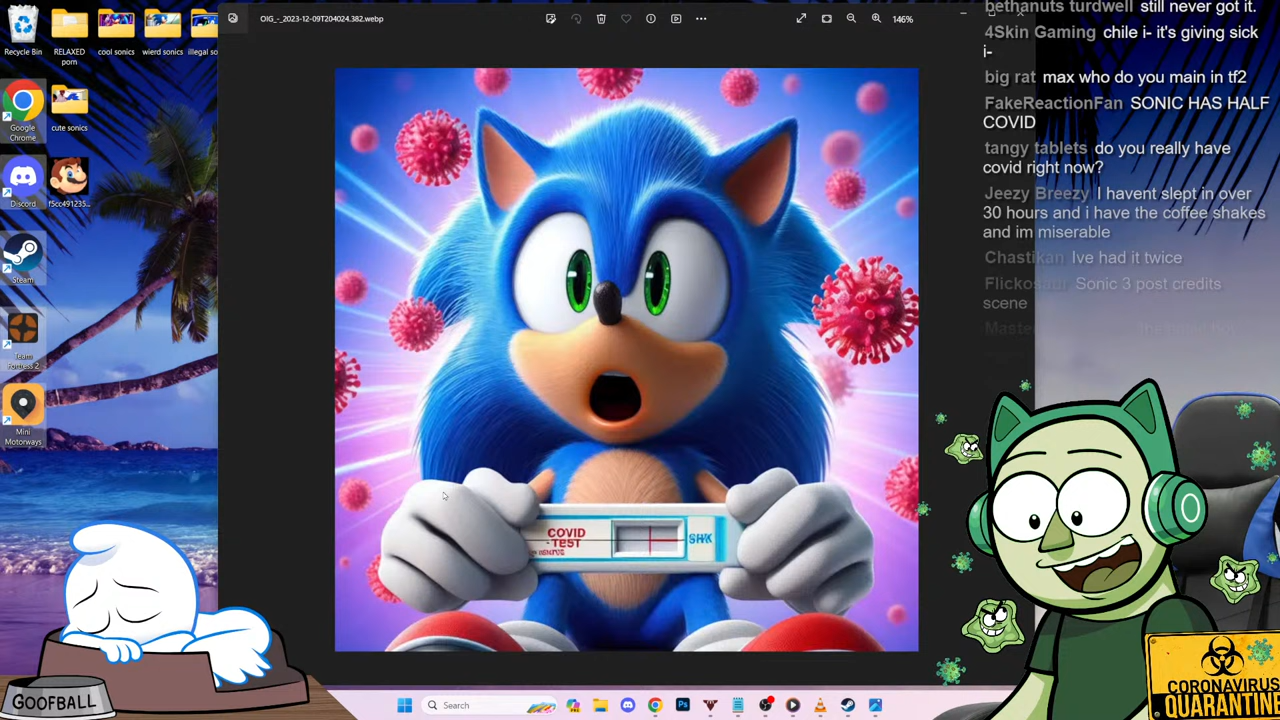 Recycle Bin
RELAXED
porn
cool sonics
wierd sonics
illegal so
Google
Chrome
cute sonics
Discord
f5cc491235...
Steam
Team
Fortress 2
Mini
Motorways
OIG_-_2023-12-09T204024.382.webp
146%
COVID
-TEST
GOOFBALL
Search
bethanuts turdwell still never got it.
4Skin Gaming chile i- it's giving sick
i-
big rat max who do you main in tf2
FakeReactionFan SONIC HAS HALF
COVID
tangy tablets do you really have
covid right now?
Jeezy Breezy I havent slept in over
30 hours and i have the coffee shakes
and im miserable
Chastikan Ive had it twice
Sonic 3 post credits
scene
CORONAVIRUS
QUARANTINE